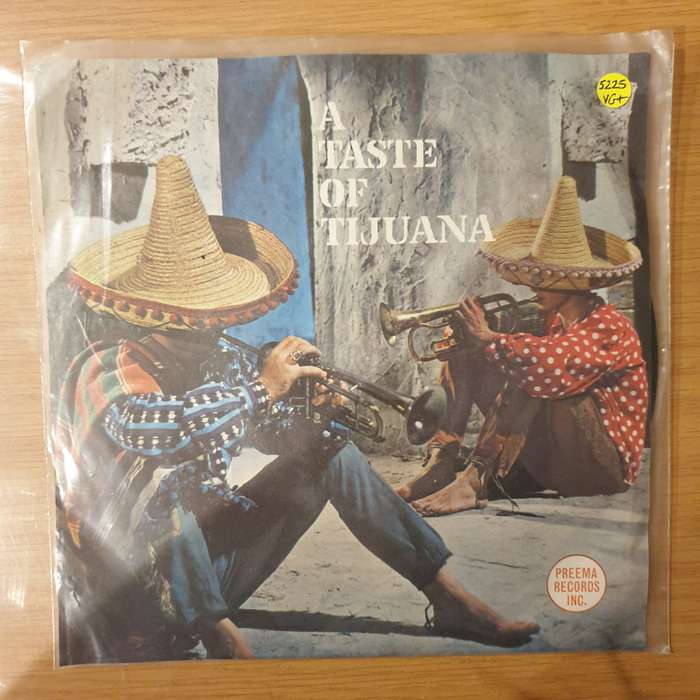 A
TASTE
OF
TIJUANA
5225
VG+
PREEMA
RECORDS
INC.